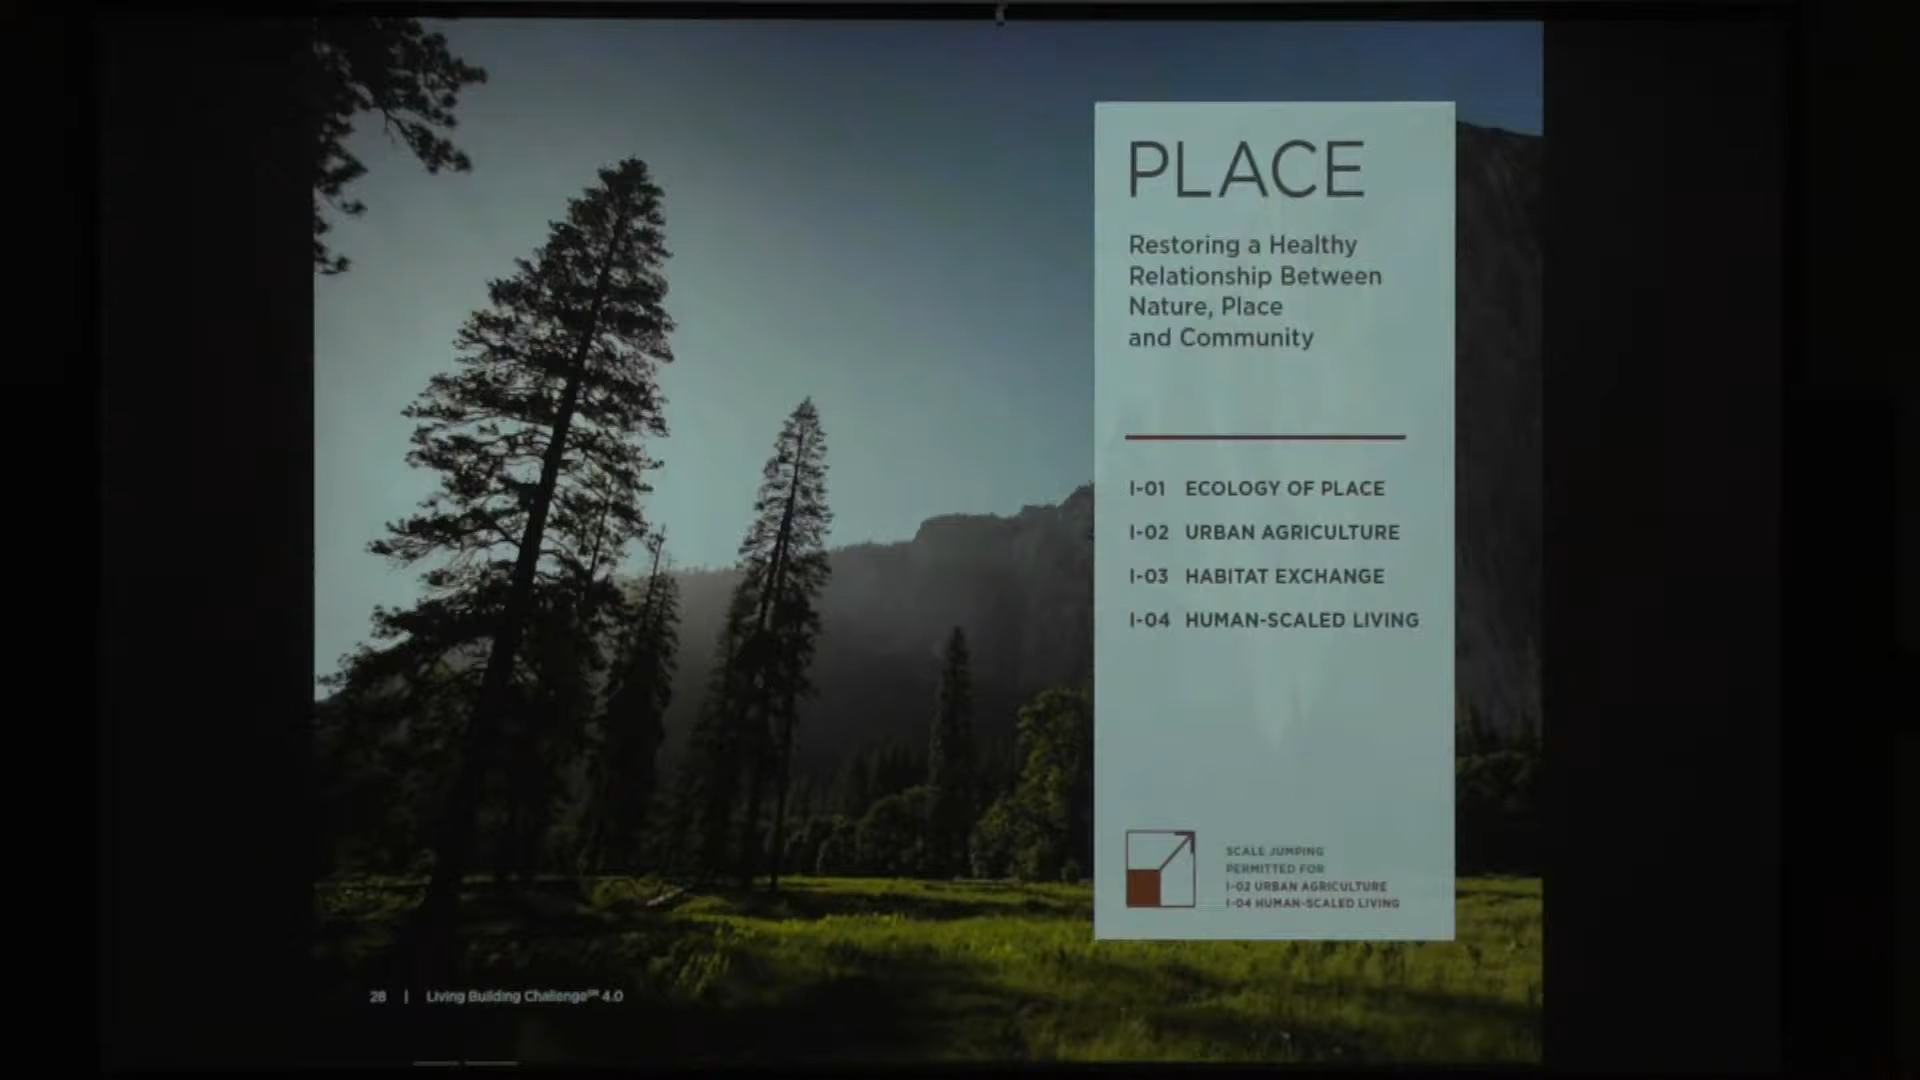 PLACE
Restoring a Healthy
Relationship Between
Nature, Place
and Community
I-01 ECOLOGY OF PLACE
I-02 URBAN AGRICULTURE
I-03 HABITAT EXCHANGE
I-04 HUMAN-SCALED LIVING
SCALE JUMPING
PERMITTED FOR
I-02 URBAN AGRICULTURE
I-04 HUMAN-SCALED LIVING
28 | Living Building Challenge℠ 4.0